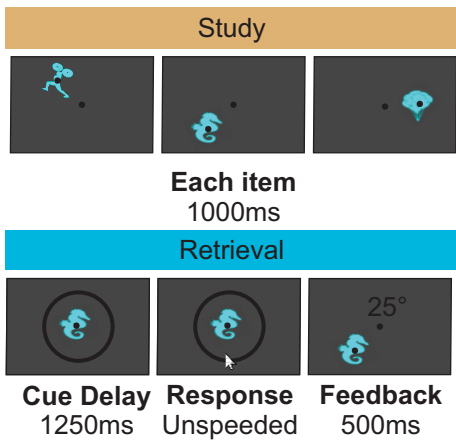 Study
Each item
1000ms
Retrieval
25°
Cue Delay Response Feedback
1250ms Unspeeded 500ms